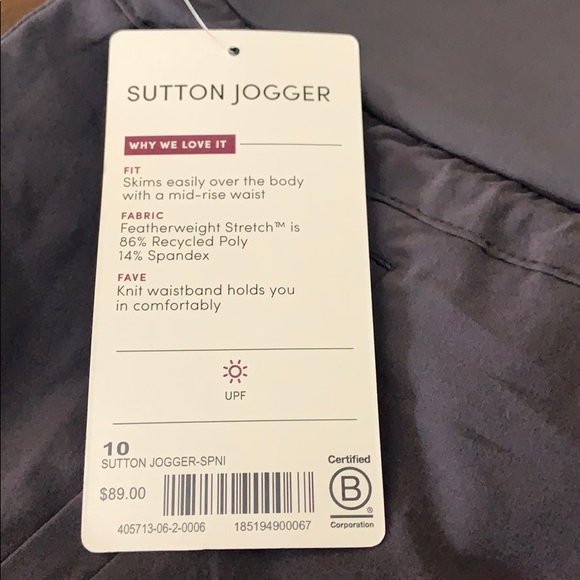 SUTTON JOGGER
WHY WE LOVE IT
FIT
Skims easily over the body
with a mid-rise waist
FABRIC
Featherweight Stretch™ is
86% Recycled Poly
14% Spandex
FAVE
Knit waistband holds you
in comfortably
UPF
10
SUTTON JOGGER-SPNI
$89.00
405713-06-2-0006 185194900067
Certified
B
®
Corporation